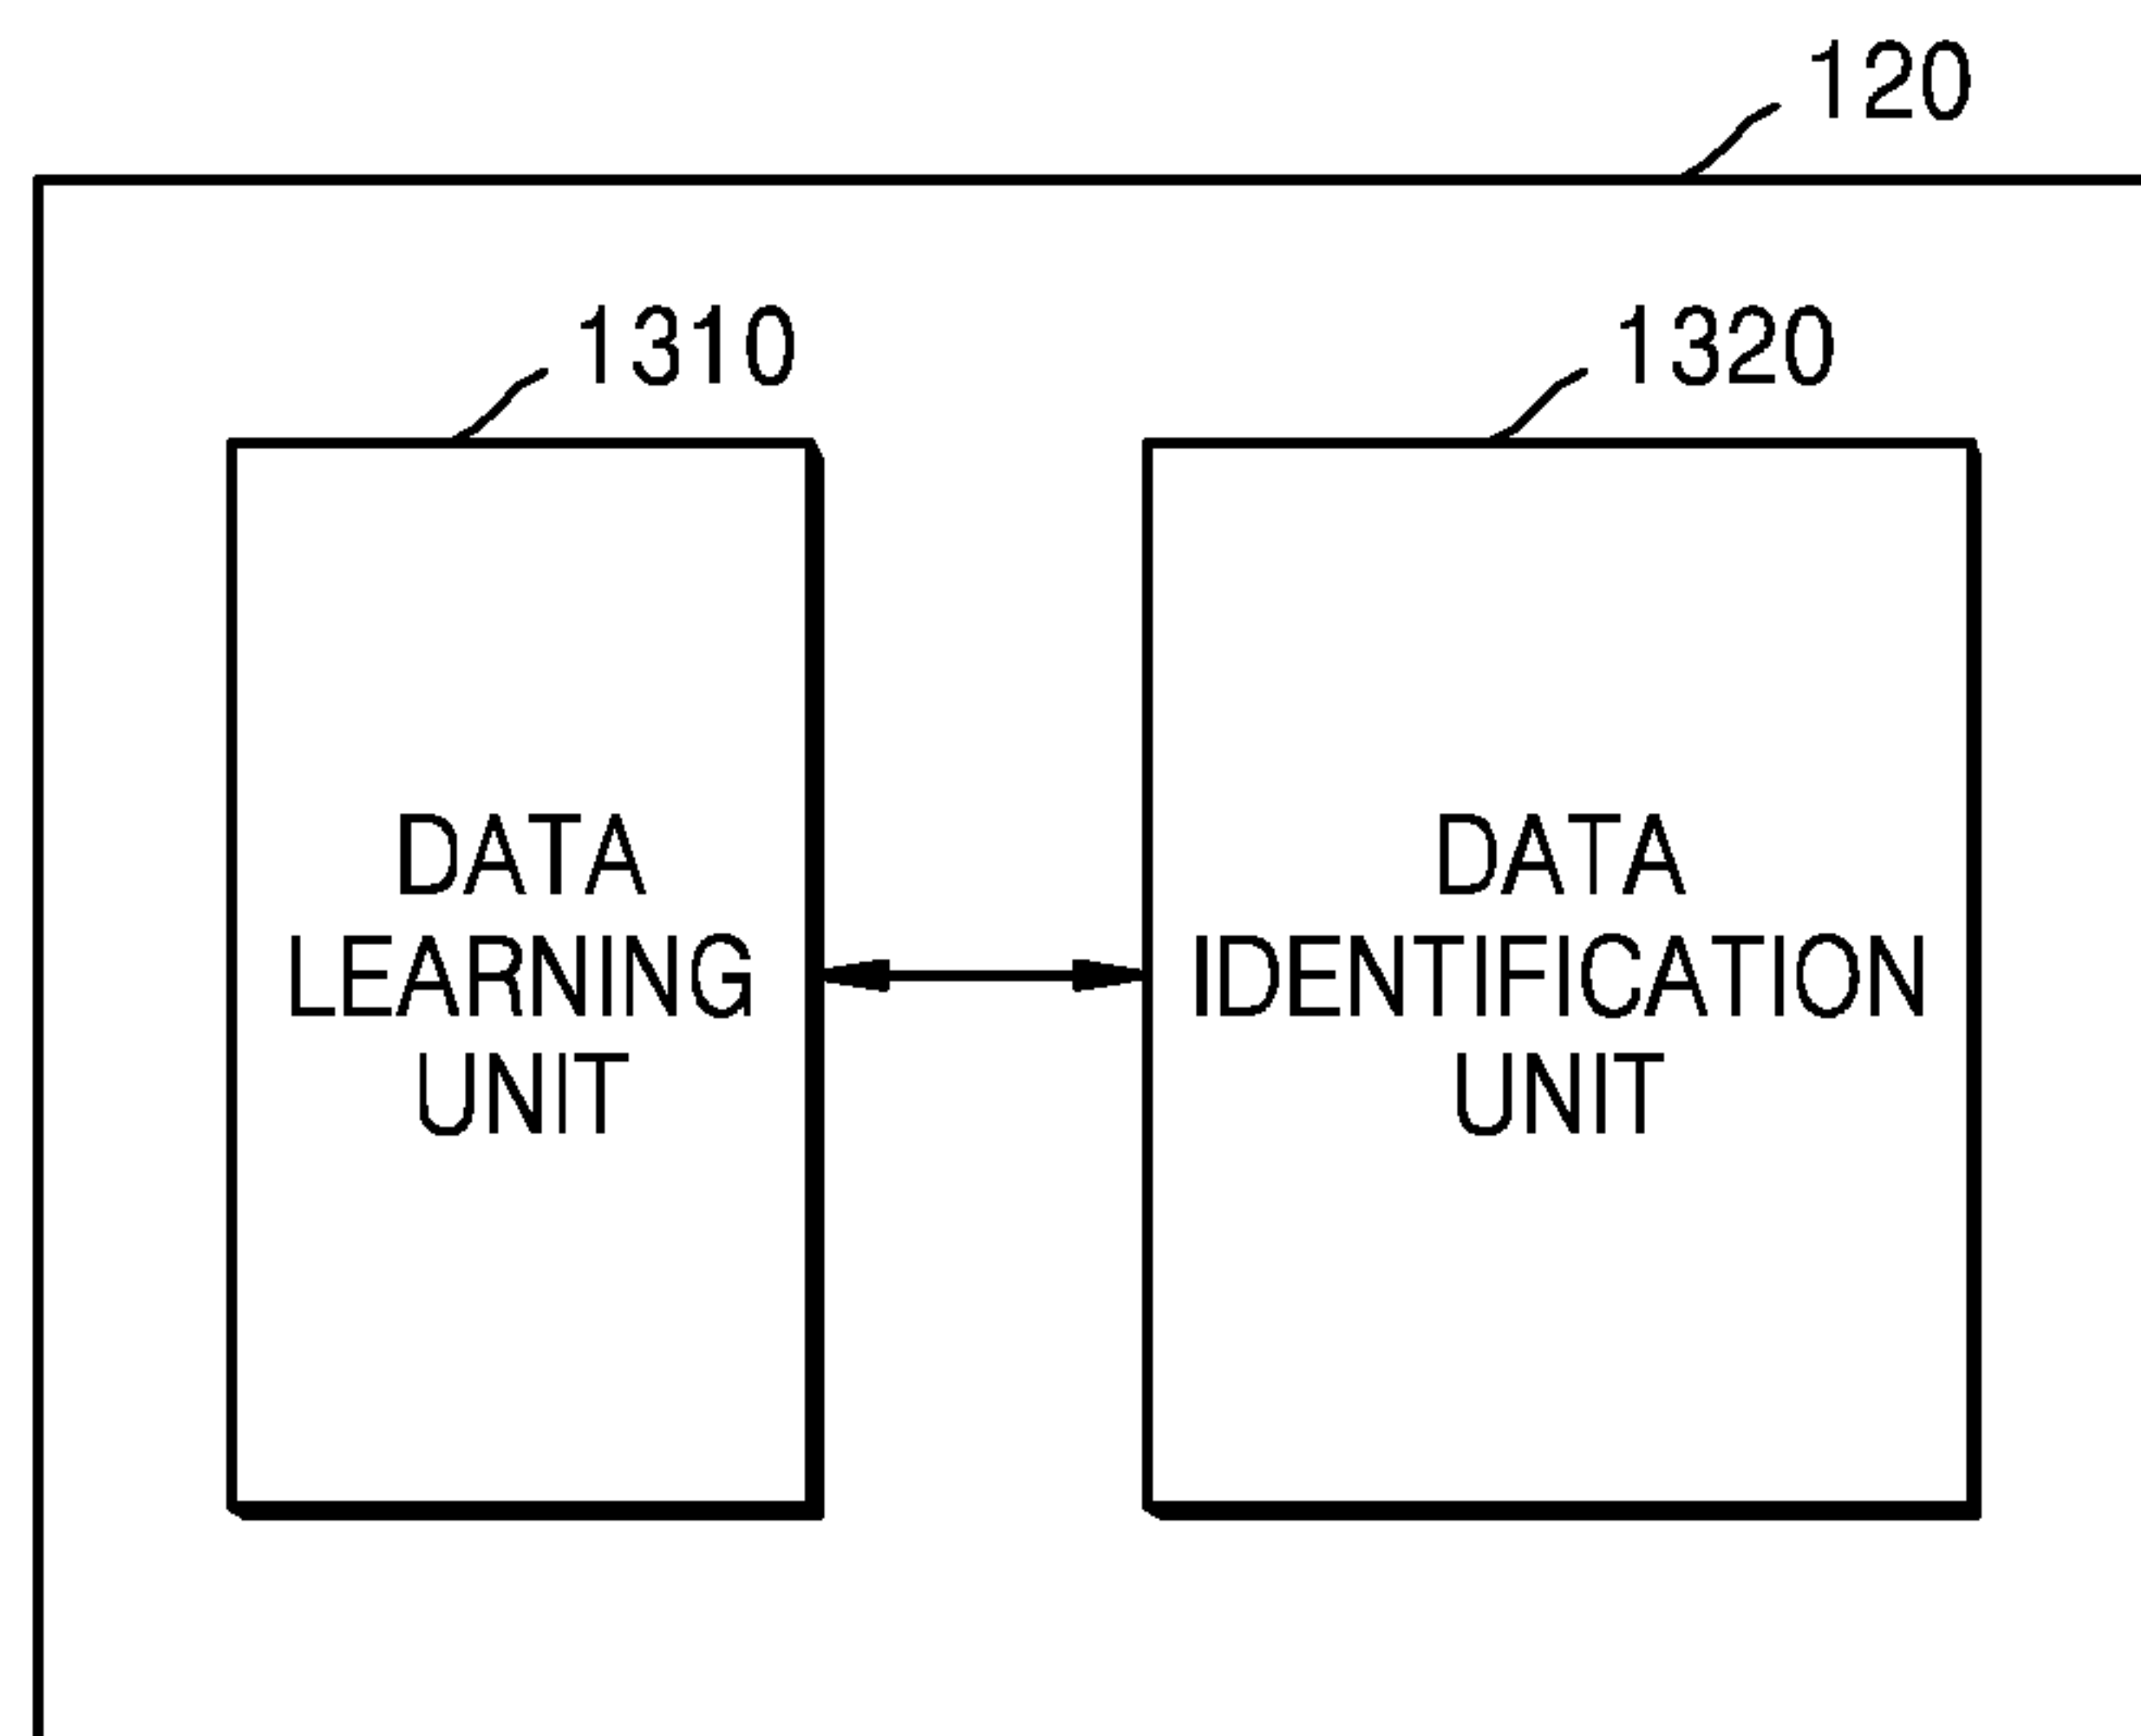 120
1310
1320
DATA
LEARNING
UNIT
DATA
IDENTIFICATION
UNIT